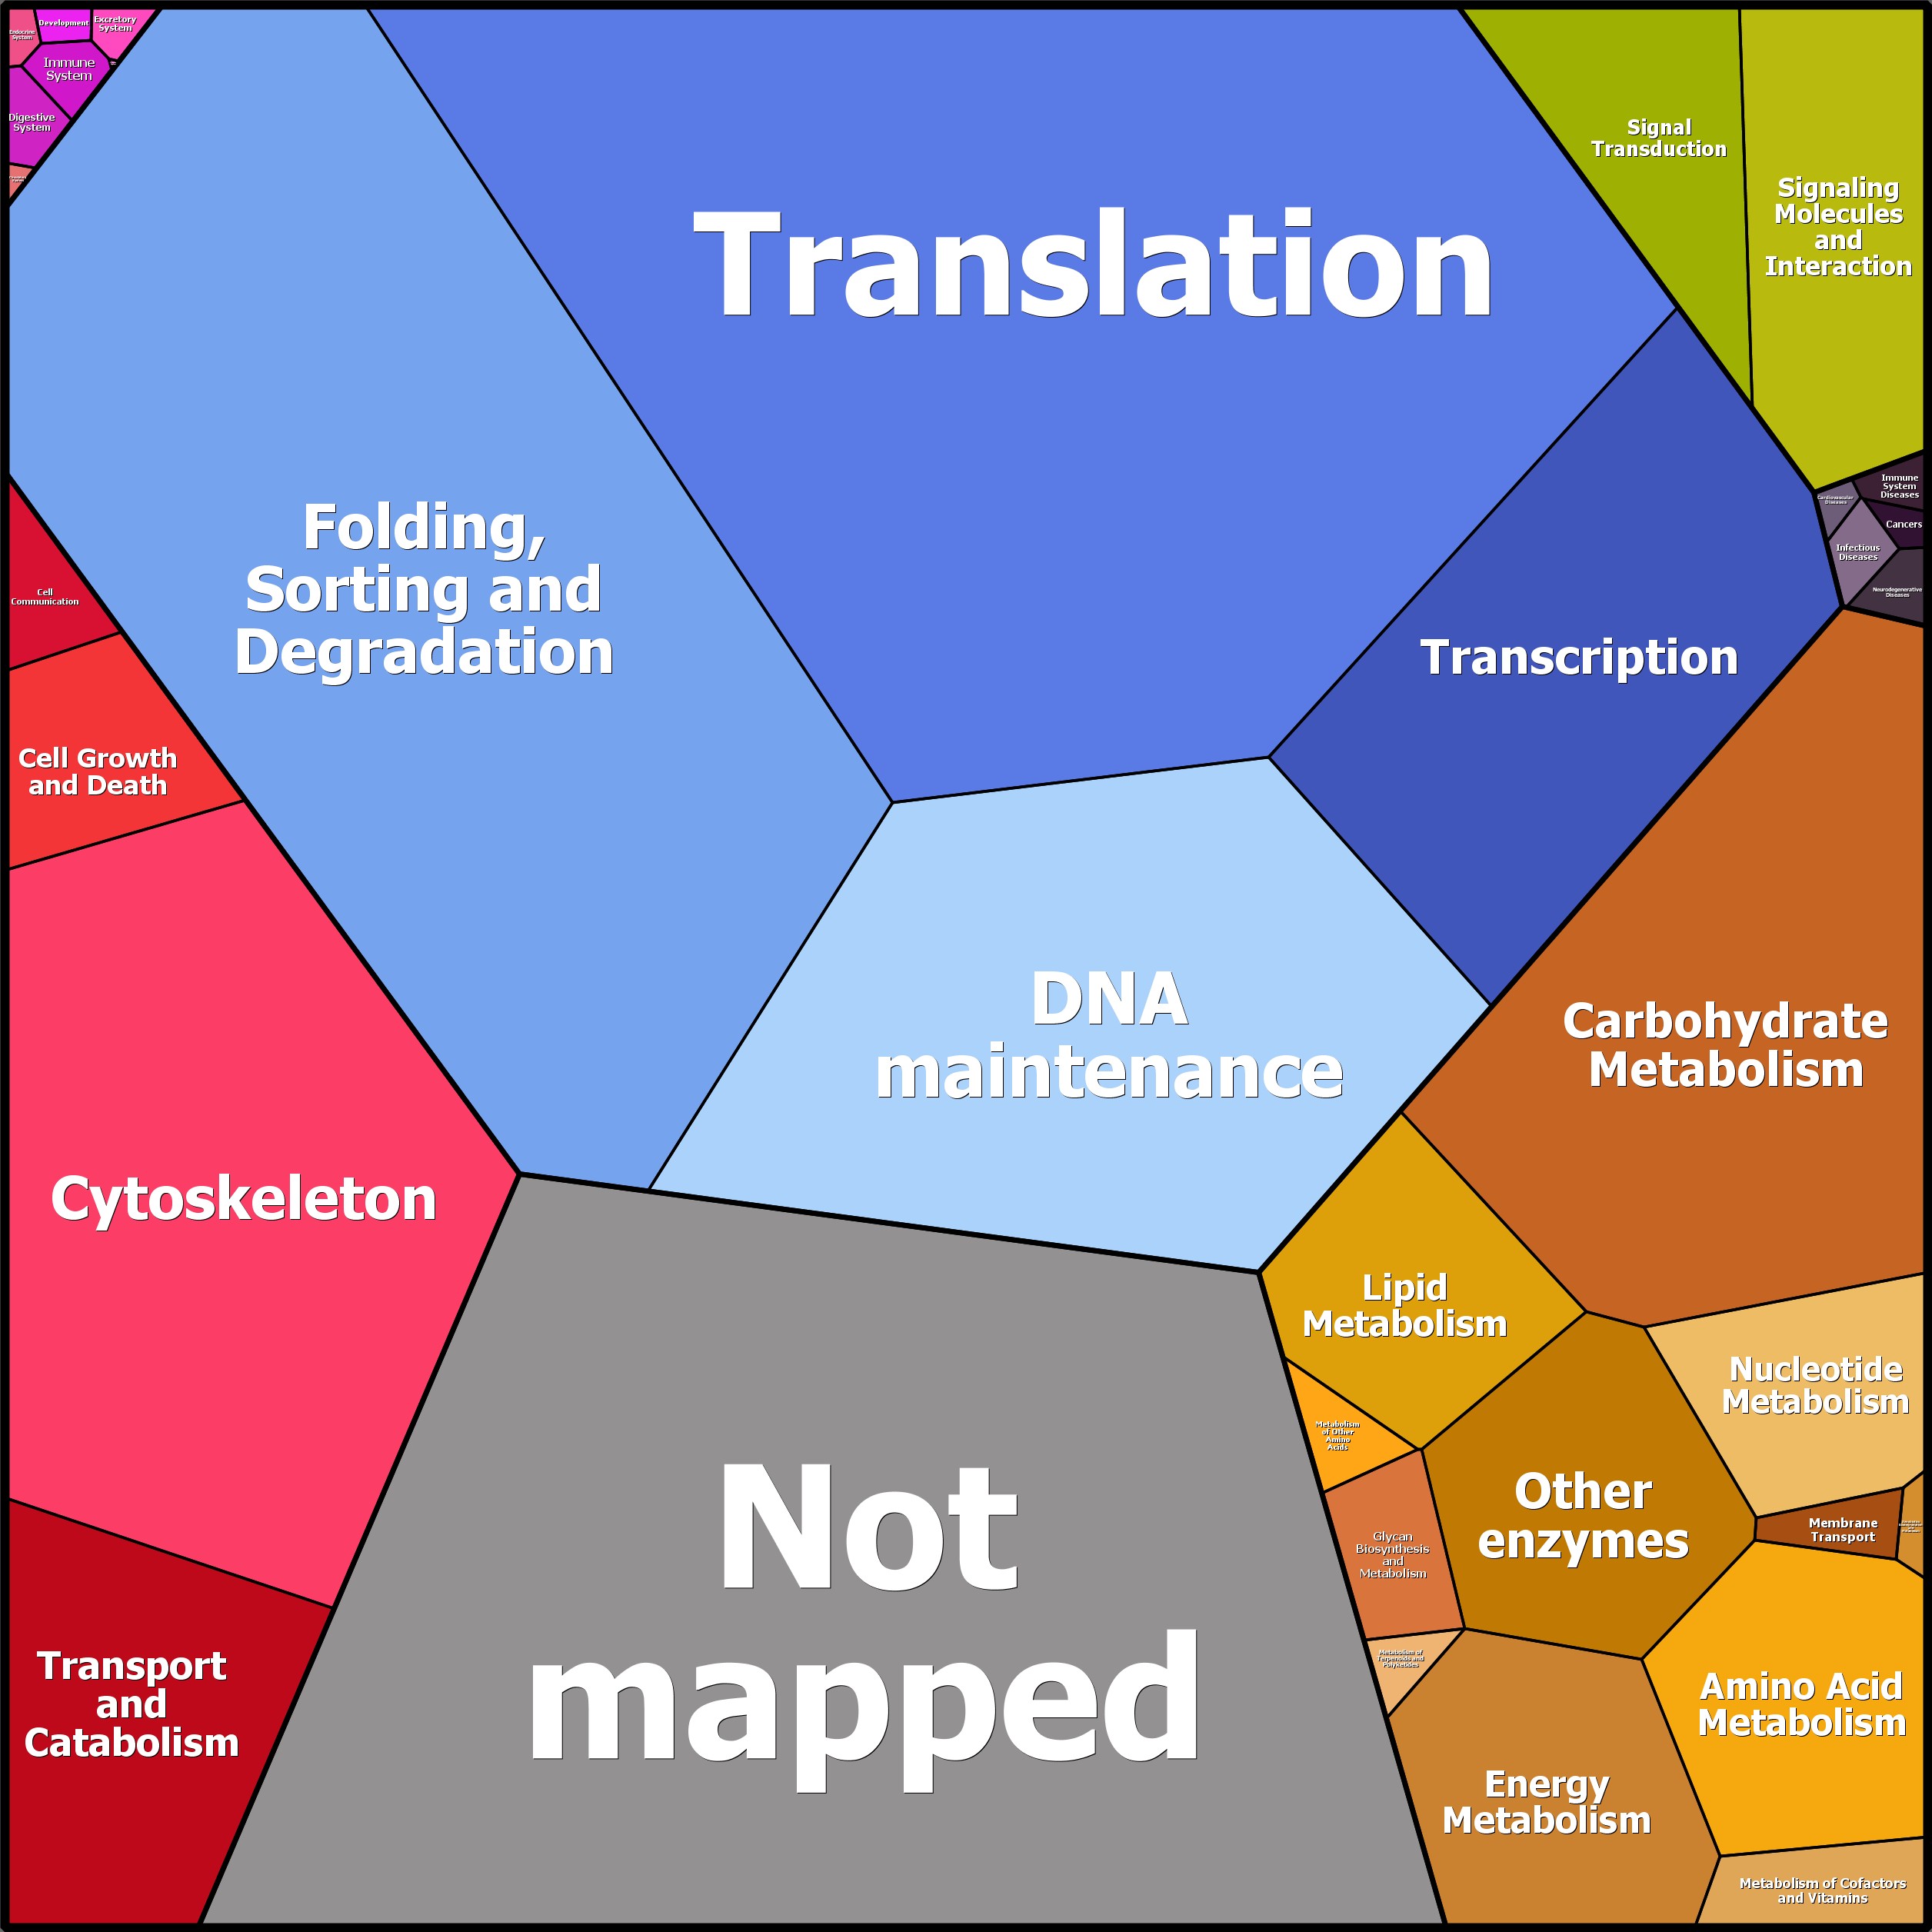 Endocrine
System
Development
Excretory
System
Immune
System
Digestive
System
Translation
Signal
Transduction
Signaling
Molecules
and
Interaction
Folding,
Sorting and
Degradation
Cardiovascular
Diseases
Immune
System
Diseases
Cancers
Infectious
Diseases
Neurodegenerative
Diseases
Cell
Communication
Transcription
Cell Growth
and Death
DNA
maintenance
Carbohydrate
Metabolism
Cytoskeleton
Lipid
Metabolism
Nucleotide
Metabolism
Metabolism
of Other
Amino
Acids
Not
mapped
Other
enzymes
Membrane
Transport
Glycan
Biosynthesis
and
Metabolism
Metabolism of
Terpenoids and
Polyketides
Transport
and
Catabolism
Amino Acid
Metabolism
Energy
Metabolism
Metabolism of Cofactors
and Vitamins